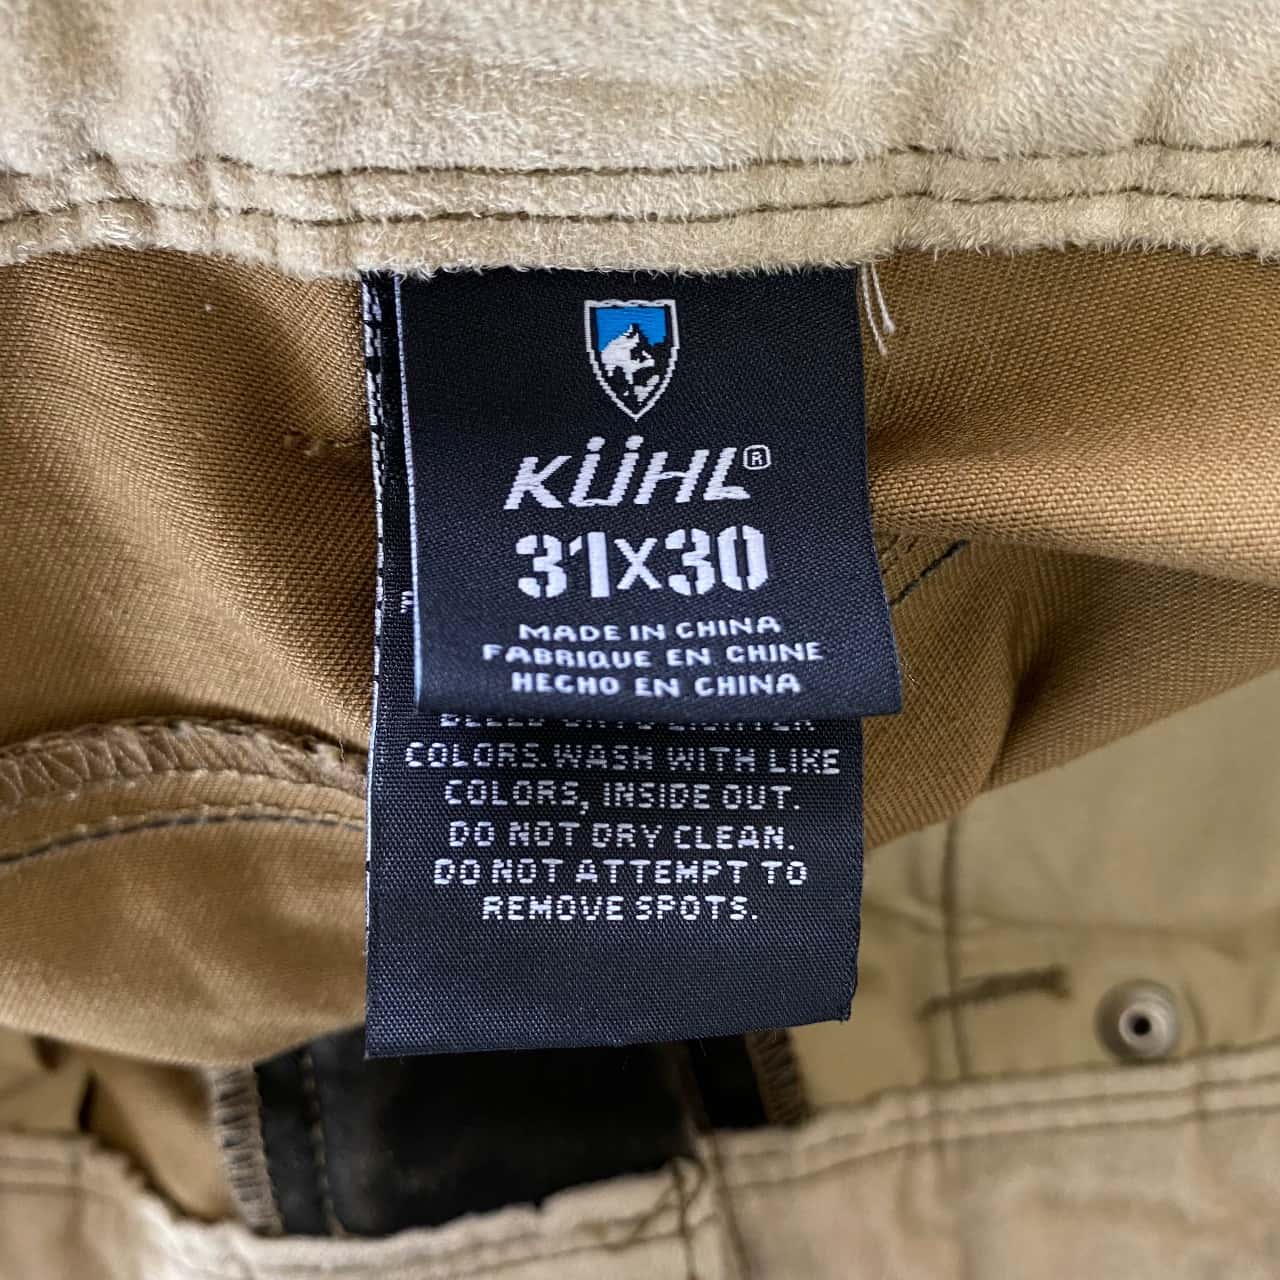 KÜHL®
31X30
MADE IN CHINA
FABRIQUE EN CHINE
HECHO EN CHINA
COLORS. WASH WITH LIKE
COLORS, INSIDE OUT.
DO NOT DRY CLEAN.
DO NOT ATTEMPT TO
REMOVE SPOTS.